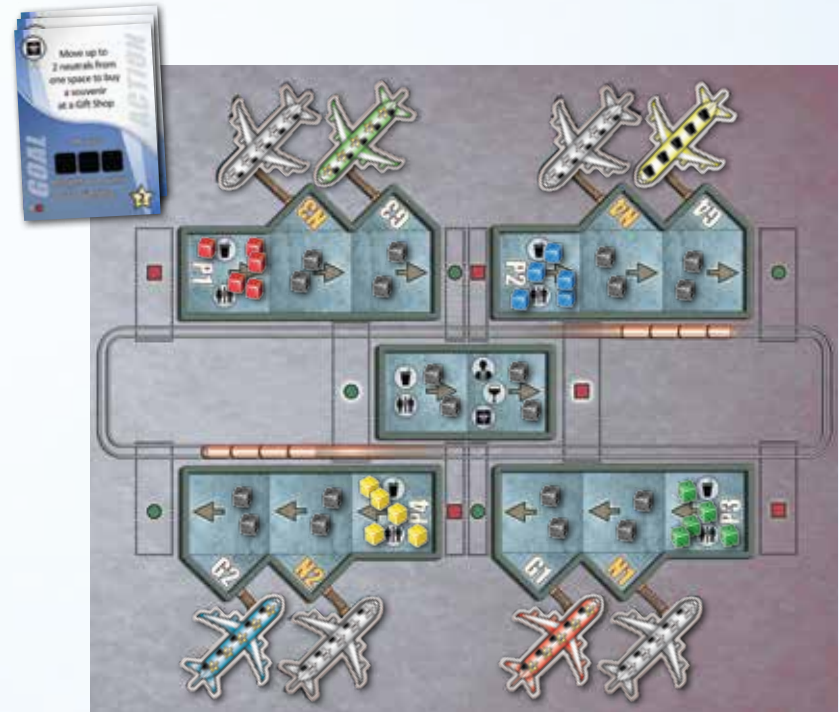 Move up to
2 neutrals from
one space to buy
a souvenir
at a Gift Shop
ACTION
GOAL
2
N3
G3
N4
G4
P1
P2
P4
P3
G2
N2
G1
N1